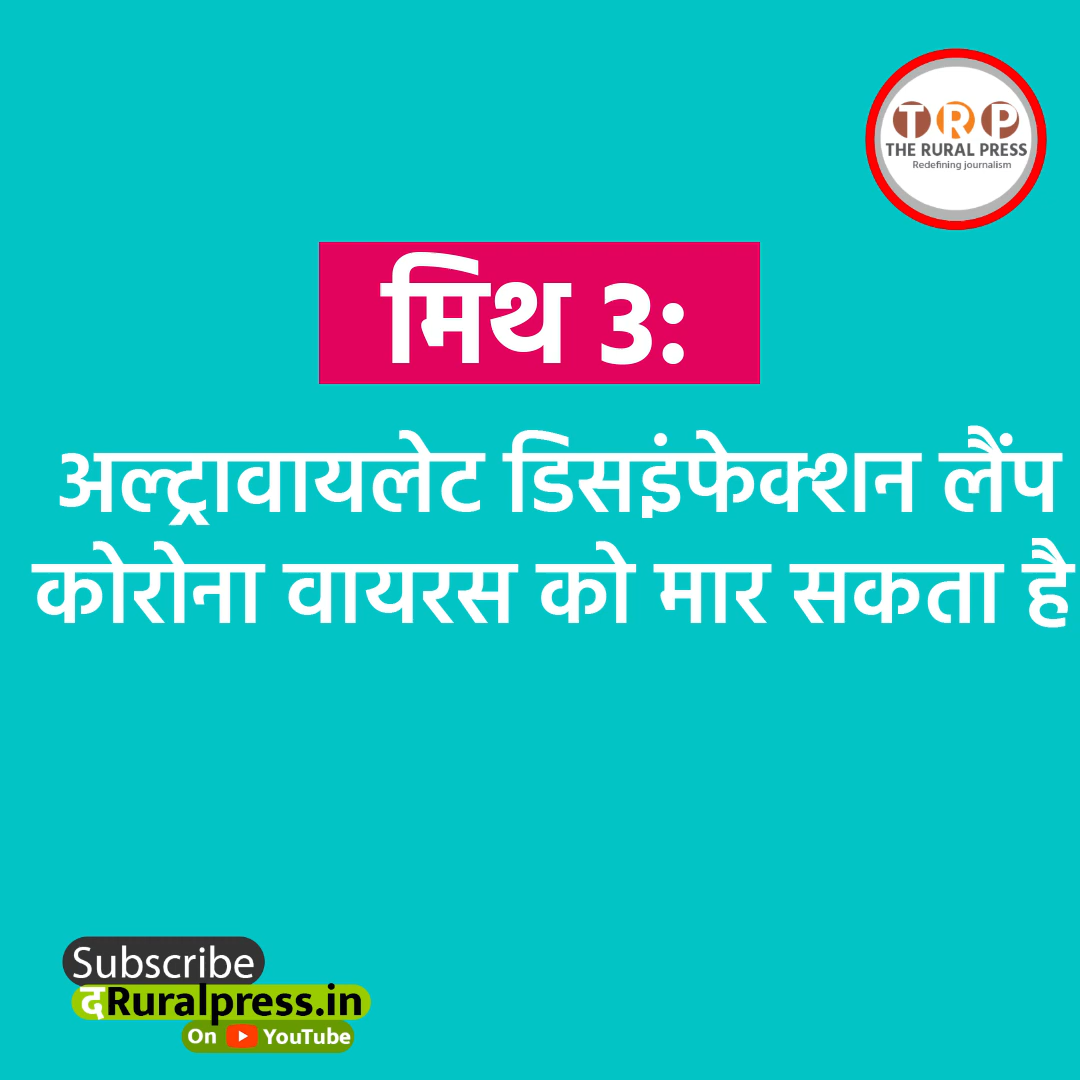 TRP
THE RURAL PRESS
Redefining journalism
मिथ 3:
अल्ट्रावायलेट डिसइंफेक्शन लैंप
कोरोना वायरस को मार सकता है
Subscribe
दRuralpress.in
On YouTube